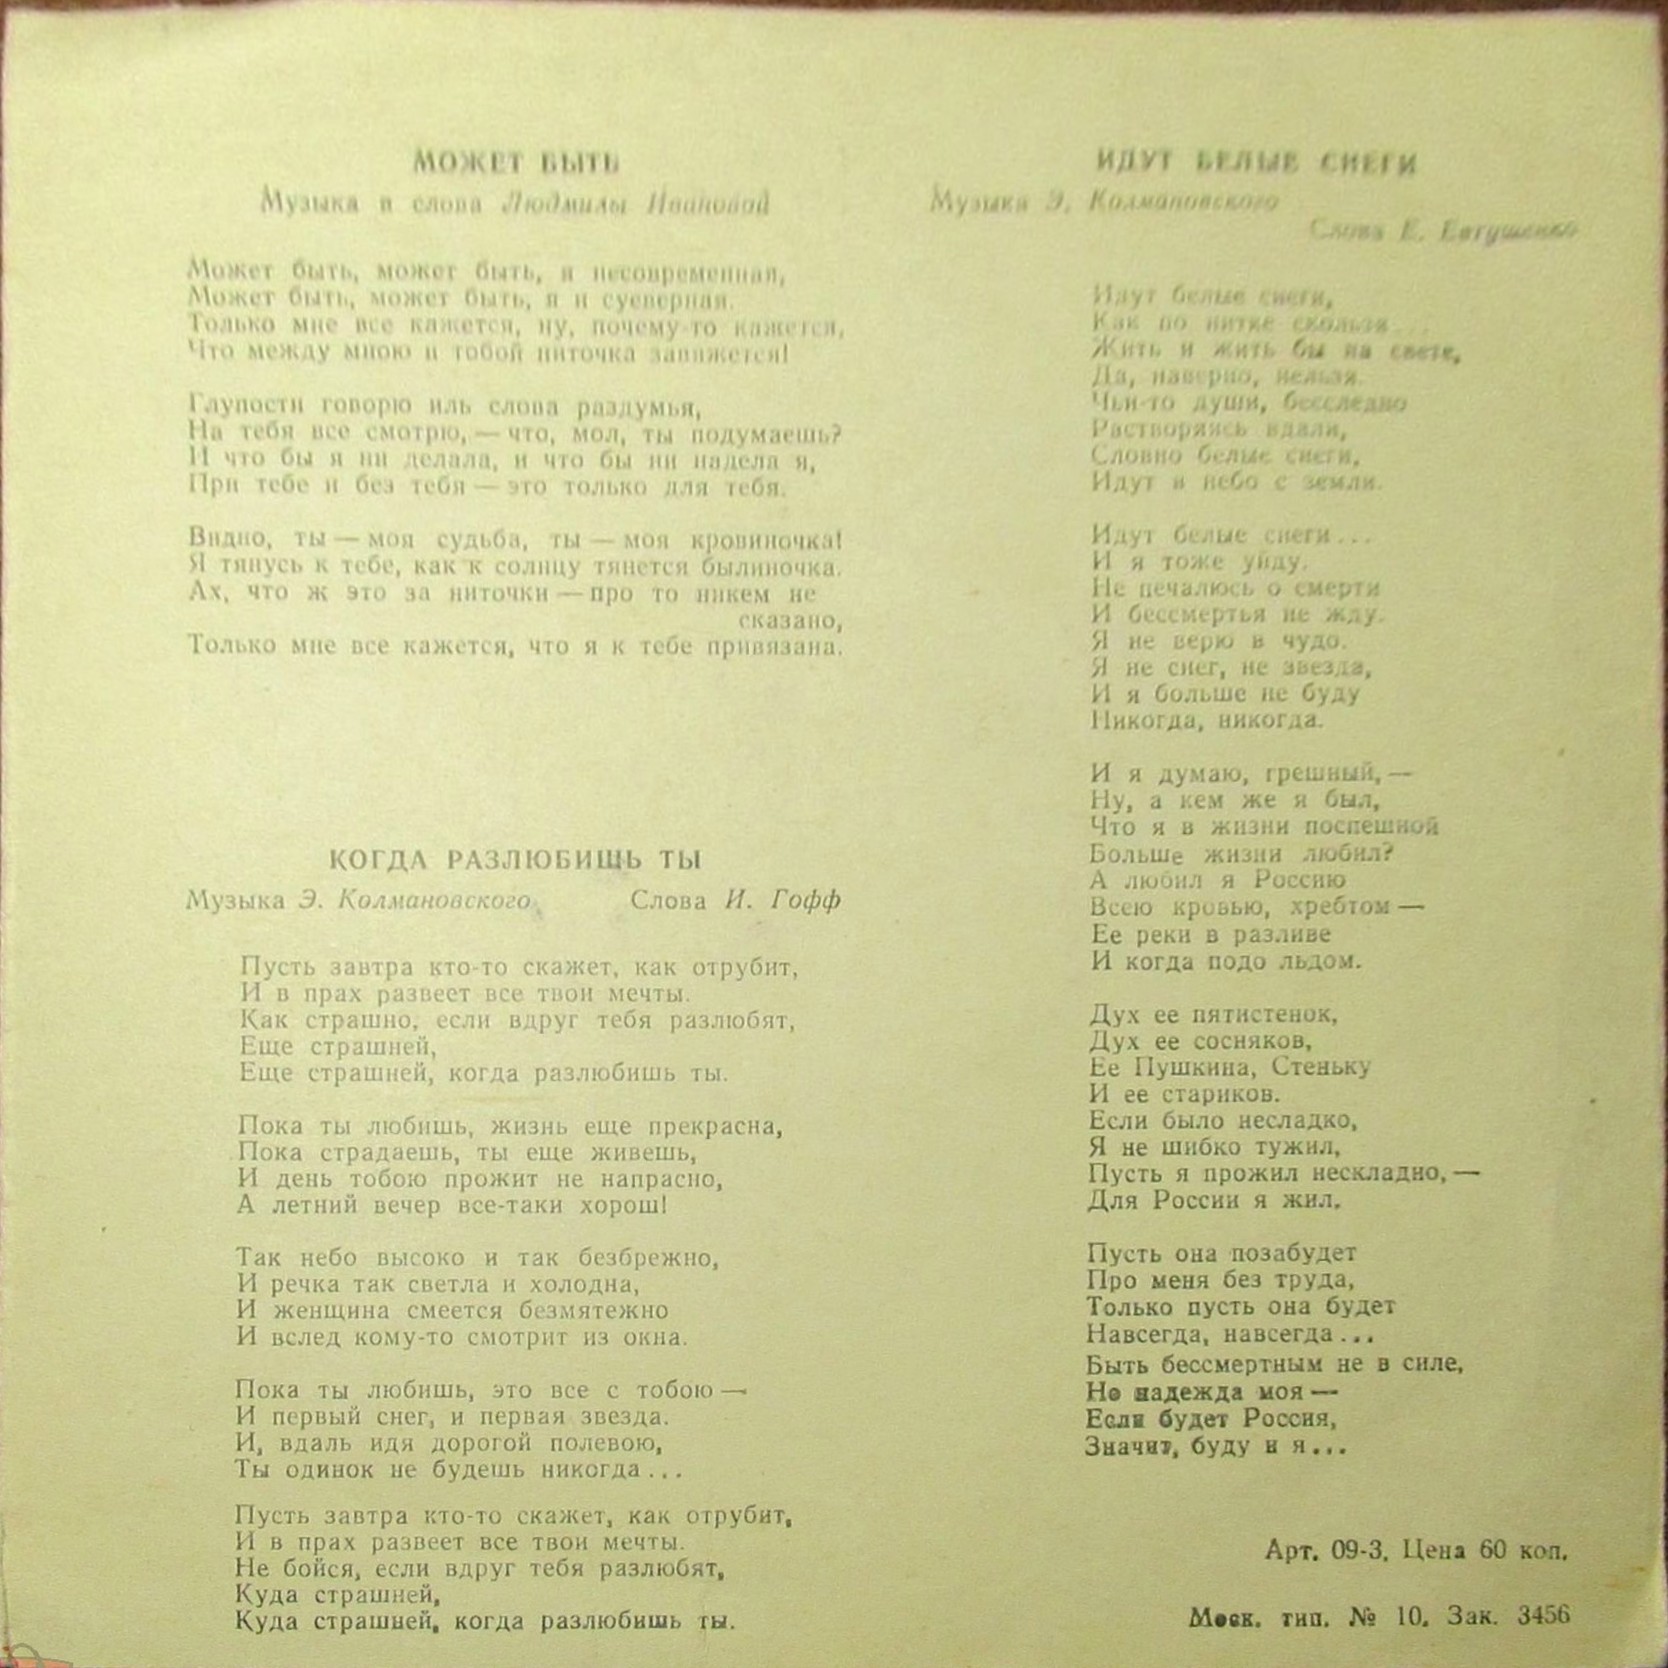 МОЖЕТ БЫТЬ
Музыка и слова Людмилы Ивановой
Может быть, может быть, я несовременная,
Может быть, может быть, я и суеверная.
Только мне все кажется, ну, почему-то кажется,
Что между мною и тобой ниточка завяжется!
Глупости говорю иль слова раздумья,
На тебя все смотрю, — что, мол, ты подумаешь?
И что бы я ни делала, и что бы ни надела я,
При тебе и без тебя — это только для тебя.
Видно, ты — моя судьба, ты — моя кровиночка!
Я тянусь к тебе, как к солнцу тянется былиночка.
Ах, что ж это за ниточки — про то никем не
сказано,
Только мне все кажется, что я к тебе привязана.
КОГДА РАЗЛЮБИШЬ ТЫ
Музыка Э. Колмановского Слова И. Гофф
Пусть завтра кто-то скажет, как отрубит,
И в прах развеет все твои мечты.
Как страшно, если вдруг тебя разлюбят,
Еще страшней,
Еще страшней, когда разлюбишь ты.
Пока ты любишь, жизнь еще прекрасна,
Пока страдаешь, ты еще живешь,
И день тобою прожит не напрасно,
А летний вечер все-таки хорош!
Так небо высоко и так безбрежно,
И речка так светла и холодна,
И женщина смеется безмятежно
И вслед кому-то смотрит из окна.
Пока ты любишь, это все с тобою —
И первый снег, и первая звезда.
И, вдаль идя дорогой полевою,
Ты одинок не будешь никогда...
Пусть завтра кто-то скажет, как отрубит,
И в прах развеет все твои мечты.
Не бойся, если вдруг тебя разлюбят,
Куда страшней,
Куда страшней, когда разлюбишь ты.
ИДУТ БЕЛЫЕ СНЕГИ
Музыка Э. Колмановского
Слова Е. Евтушенко
Идут белые снеги,
Как по нитке скользя...
Жить и жить бы на свете,
Да, наверно, нельзя.
Чьи-то души, бесследно
Растворяясь вдали,
Словно белые снеги,
Идут в небо с земли.
Идут белые снеги...
И я тоже уйду.
Не печалюсь о смерти
И бессмертья не жду.
Я не верю в чудо.
Я не снег, не звезда,
И я больше не буду
Никогда, никогда.
И я думаю, грешный, —
Ну, а кем же я был,
Что я в жизни поспешной
Больше жизни любил?
А любил я Россию
Всею кровью, хребтом —
Ее реки в разливе
И когда подо льдом.
Дух ее пятистенок,
Дух ее сосняков,
Ее Пушкина, Стеньку
И ее стариков.
Если было несладко,
Я не шибко тужил,
Пусть я прожил нескладно, —
Для России я жил.
Пусть она позабудет
Про меня без труда,
Только пусть она будет
Навсегда, навсегда...
Быть бессмертным не в силе,
Но надежда моя —
Если будет Россия,
Значит, буду и я...
Арт. 09-3. Цена 60 коп.
Моск. тип. № 10. Зак. 3456